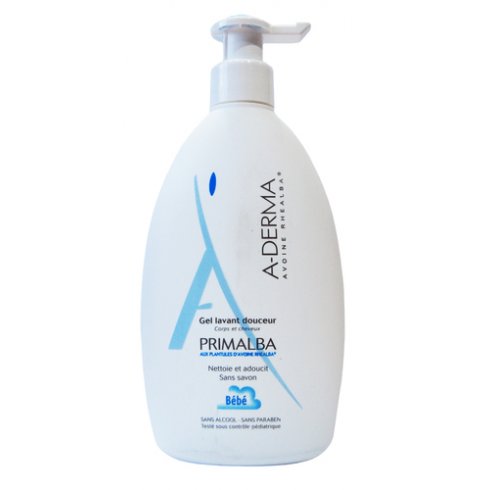 A-DERMA
AVOINE RHEALBA®
Gel lavant douceur
Corps et cheveux
PRIMALBA
AUX PLANTULES D'AVOINE RHEALBA®
Nettoie et adoucit
Sans savon
Bébé
SANS ALCOOL - SANS PARABEN
Testé sous contrôle pédiatrique